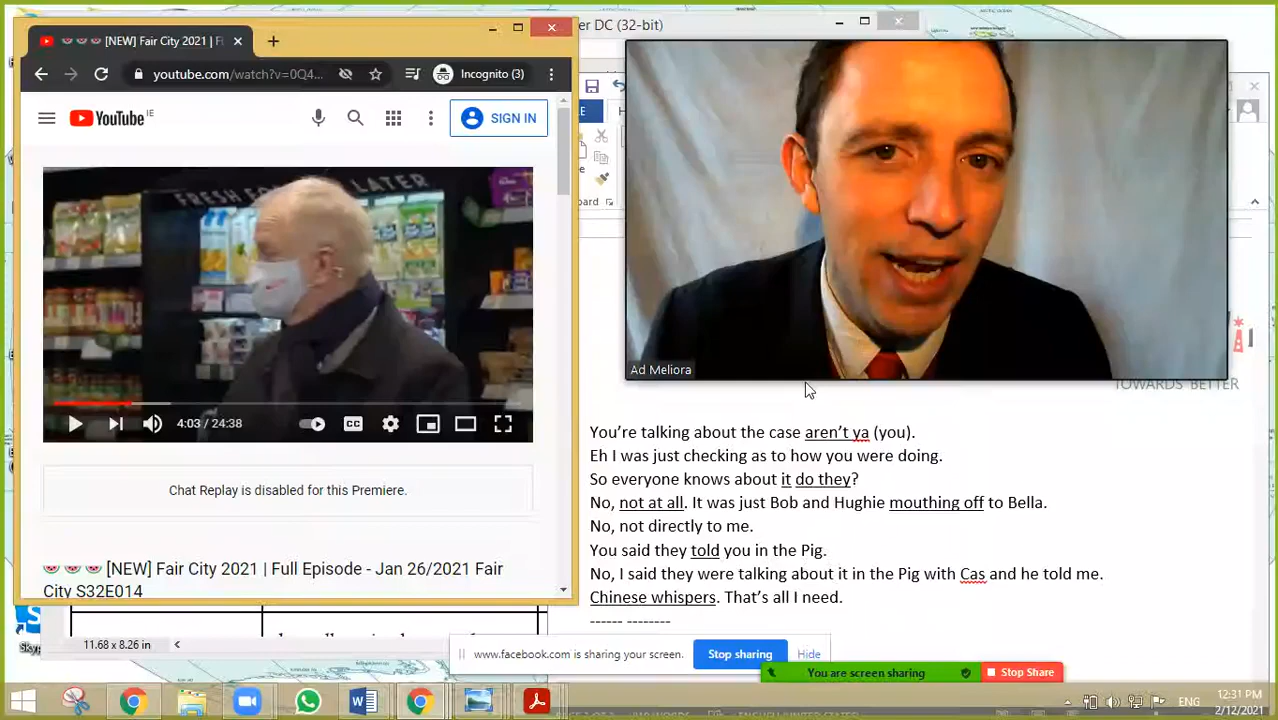 er DC (32-bit)
[NEW] Fair City 2021 | F
youtube.com/watch?v=0Q4...
Incognito (3)
YouTube IE
SIGN IN
FRESH LATER
4:03 / 24:38
CC
Chat Replay is disabled for this Premiere.
[NEW] Fair City 2021 | Full Episode - Jan 26/2021 Fair
City S32E014
Ad Meliora
TOWARDS BETTER
You're talking about the case aren't ya (you).
Eh I was just checking as to how you were doing.
So everyone knows about it do they?
No, not at all. It was just Bob and Hughie mouthing off to Bella.
No, not directly to me.
You said they told you in the Pig.
No, I said they were talking about it in the Pig with Cas and he told me.
Chinese whispers. That's all I need.
------ --------
11.68 x 8.26 in
www.facebook.com is sharing your screen.
Stop sharing
Hide
You are screen sharing
Stop Share
Skyp
ENG
12:31 PM
2/12/2021